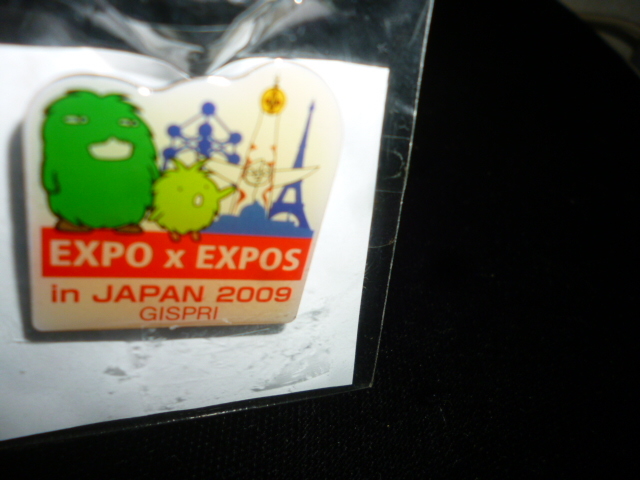 EXPO x EXPOS
in JAPAN 2009
GISPRI